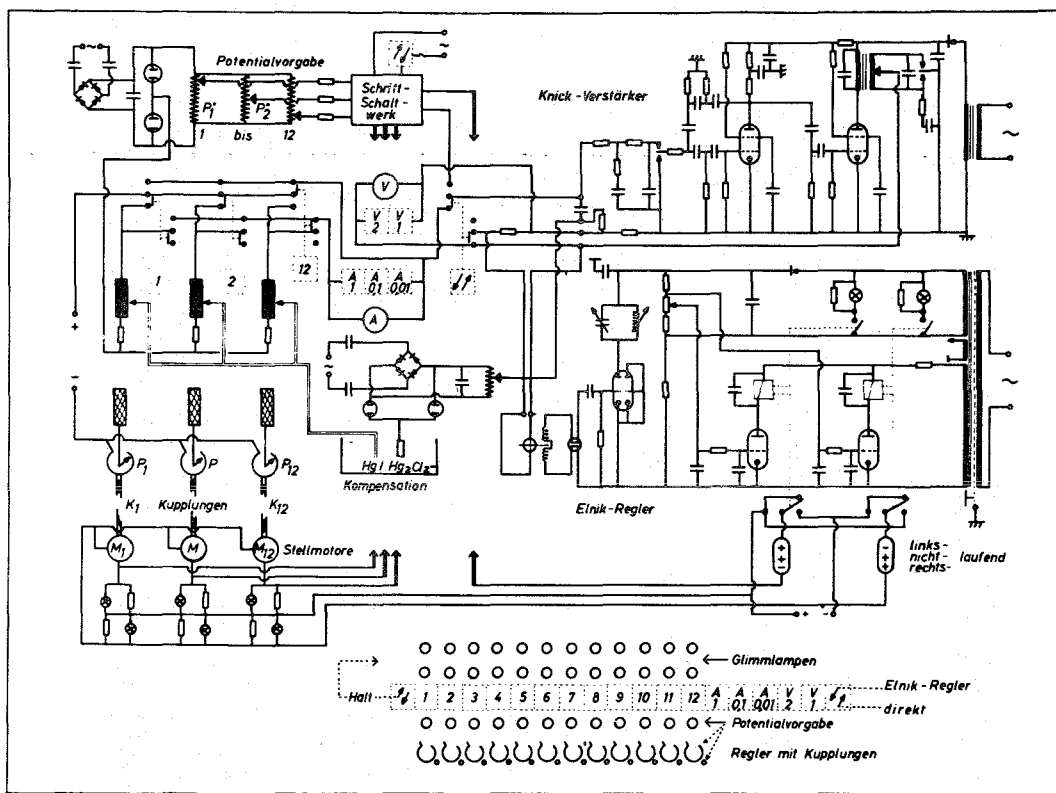 Potentialvorgabe
P₁" P₂"
1 bis 12
Schritt-
Schalt-
werk
Knick-Verstärker
V
V
2
V
1
1 2 12
A
1
A
0,1
A
0,01
A
+
−
Hg | Hg₂Cl₂
Kompensation
Elnik-Regler
P₁ P P₁₂
K₁ Kupplungen K₁₂
M₁ M M₁₂ Stellmotore
links-
nicht- laufend
rechts-
+ -
Glimmlampen
Halt 1 2 3 4 5 6 7 8 9 10 11 12 A 1 A 0,1 A 0,01 V 2 V 1
Elnik-Regler
direkt
Potentialvorgabe
Regler mit Kupplungen